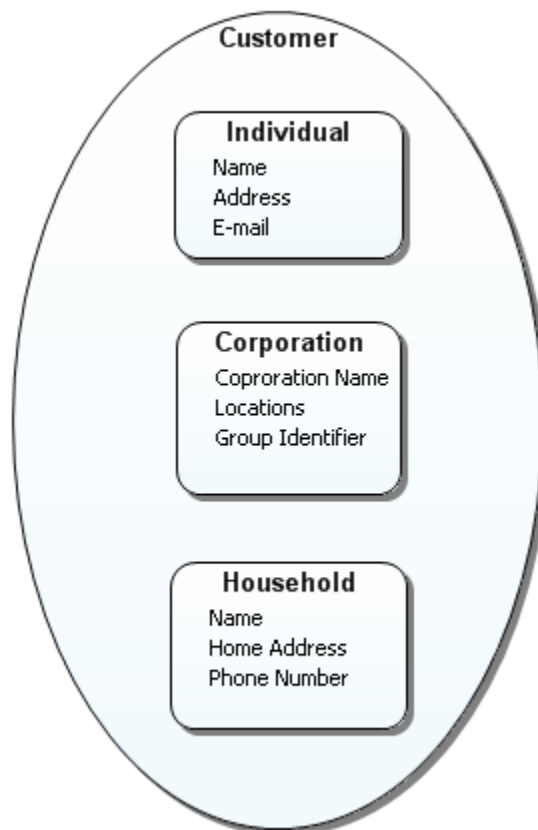 Customer
Individual
Name
Address
E-mail
Corporation
Coproration Name
Locations
Group Identifier
Household
Name
Home Address
Phone Number